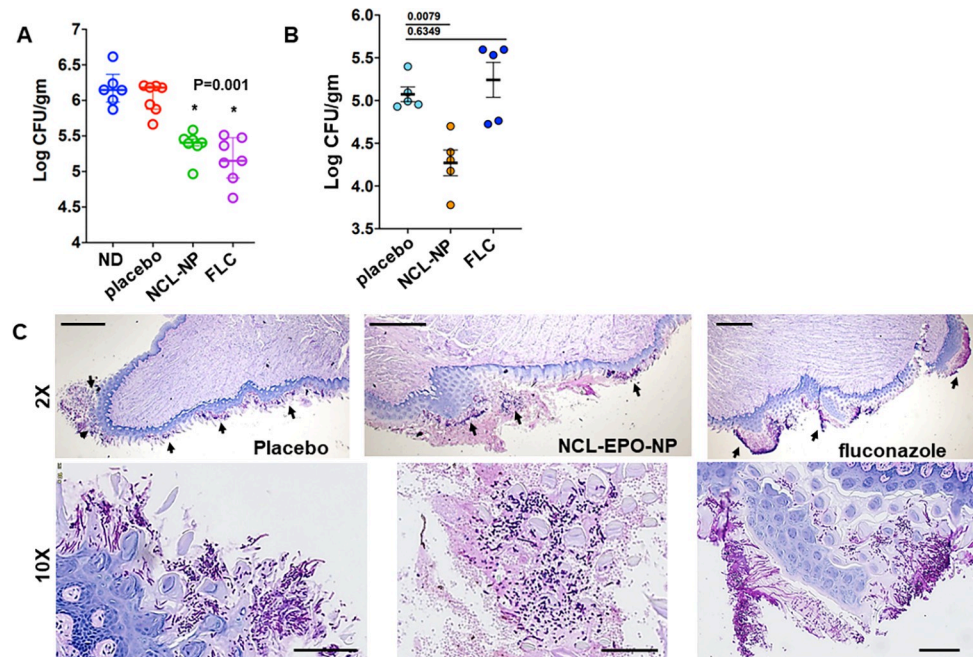 A
Log CFU/gm
7
6.5
6
5.5
5
4.5
4
P=0.001
*
*
ND
placebo
NCL-NP
FLC
B
Log CFU/gm
5.5
5.0
4.5
4.0
3.5
0.0079
0.6349
placebo
NCL-NP
FLC
C
2X
Placebo
NCL-EPO-NP
fluconazole
10X